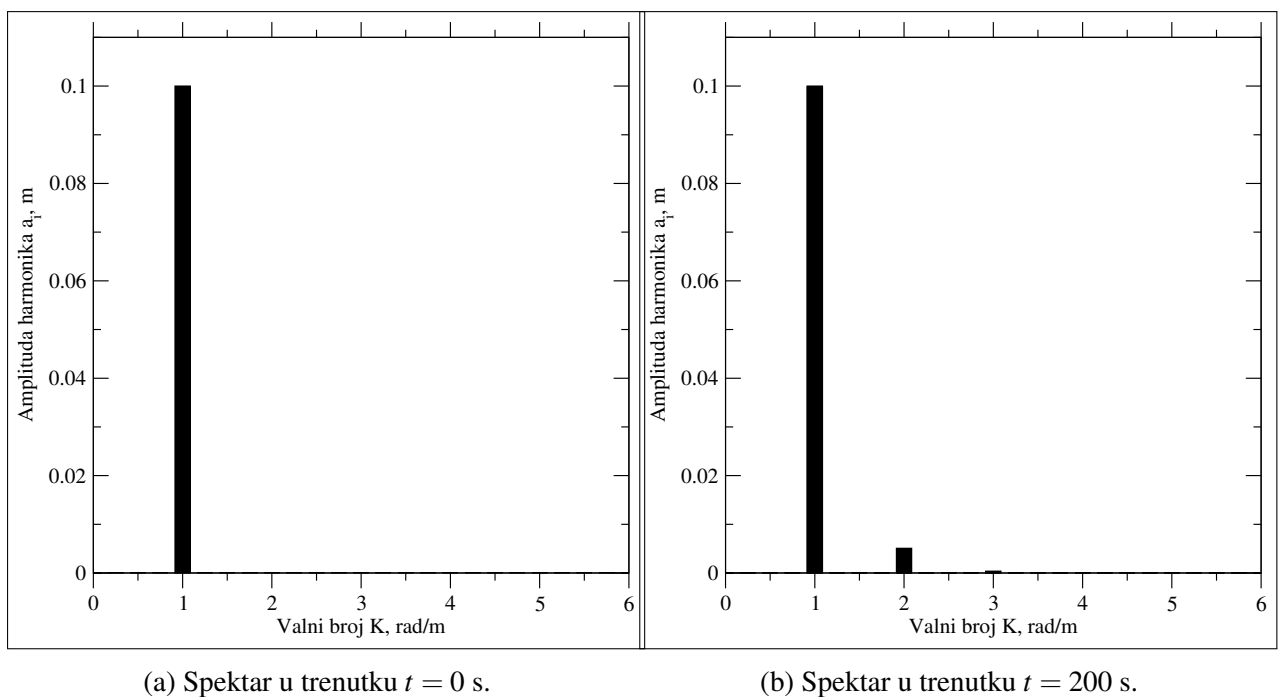 0.1
0.08
0.06
0.04
0.02
0
Amplituda harmonika a_i, m
0 1 2 3 4 5 6
Valni broj K, rad/m
0.1
0.08
0.06
0.04
0.02
0
Amplituda harmonika a_i, m
0 1 2 3 4 5 6
Valni broj K, rad/m
(a) Spektar u trenutku t = 0 s.
(b) Spektar u trenutku t = 200 s.